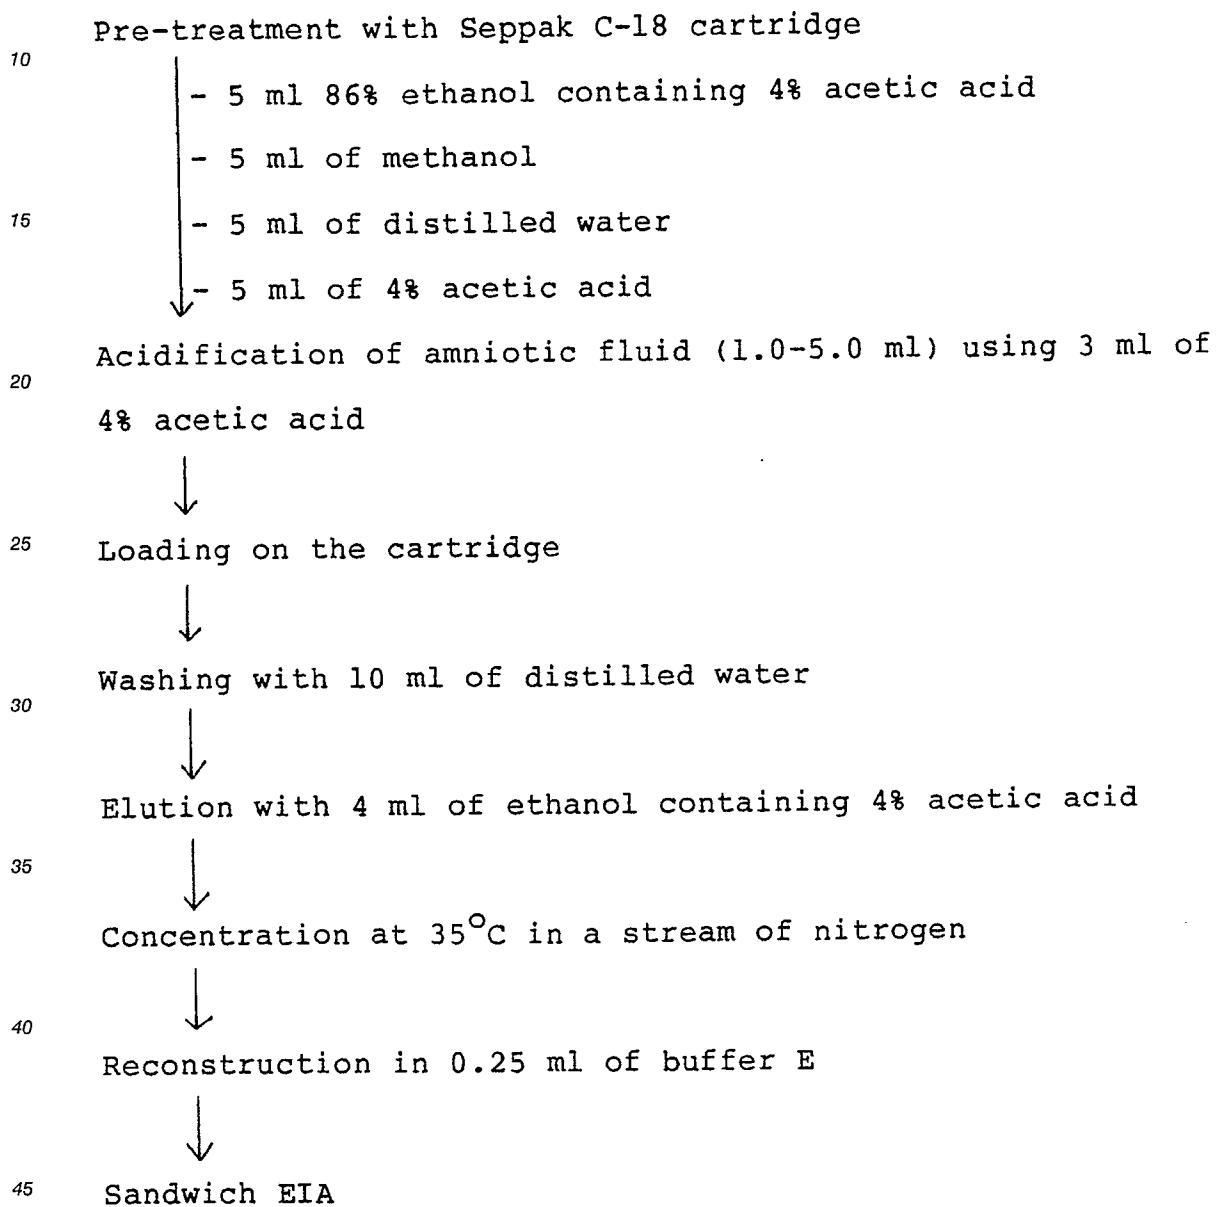 Pre-treatment with Seppak C-18 cartridge
10
- 5 ml 86% ethanol containing 4% acetic acid
- 5 ml of methanol
15
- 5 ml of distilled water
- 5 ml of 4% acetic acid
Acidification of amniotic fluid (1.0-5.0 ml) using 3 ml of
20
4% acetic acid
25
Loading on the cartridge
Washing with 10 ml of distilled water
30
Elution with 4 ml of ethanol containing 4% acetic acid
35
Concentration at 35°C in a stream of nitrogen
40
Reconstruction in 0.25 ml of buffer E
45
Sandwich EIA